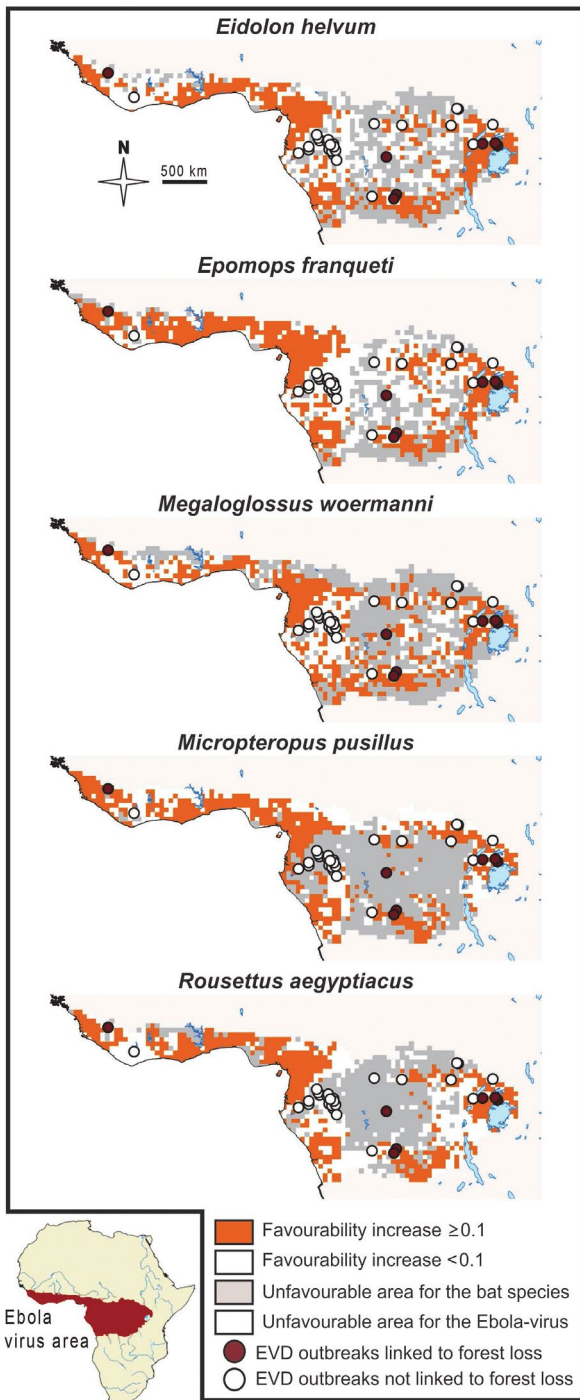 Eidolon helvum
N
500 km
Epomops franqueti
Megaloglossus woermanni
Micropteropus pusillus
Rousettus aegyptiacus
Favourability increase ≥0.1
Favourability increase <0.1
Unfavourable area for the bat species
Unfavourable area for the Ebola-virus
EVD outbreaks linked to forest loss
EVD outbreaks not linked to forest loss
Ebola
virus area